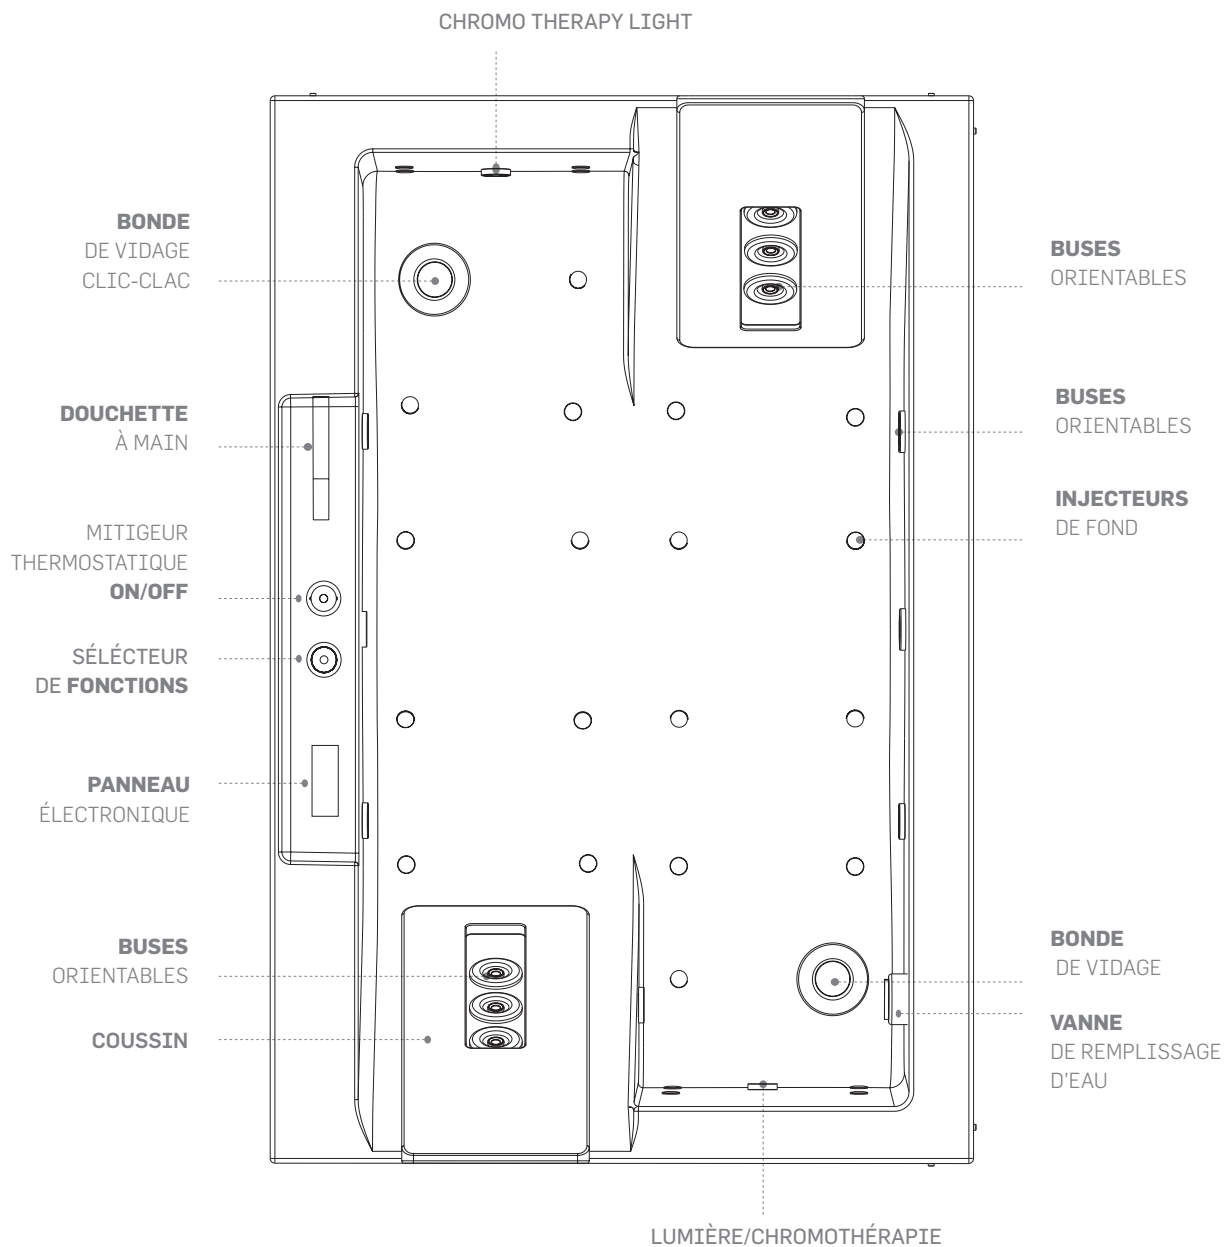 CHROMO THERAPY LIGHT
BONDE
DE VIDAGE
CLIC-CLAC
DOUCHETTE
À MAIN
MITIGEUR
THERMOSTATIQUE
ON/OFF
SÉLÉCTEUR
DE FONCTIONS
PANNEAU
ÉLECTRONIQUE
BUSES
ORIENTABLES
COUSSIN
BUSES
ORIENTABLES
BUSES
ORIENTABLES
INJECTEURS
DE FOND
BONDE
DE VIDAGE
VANNE
DE REMPLISSAGE
D'EAU
LUMIÈRE/CHROMOTHÉRAPIE